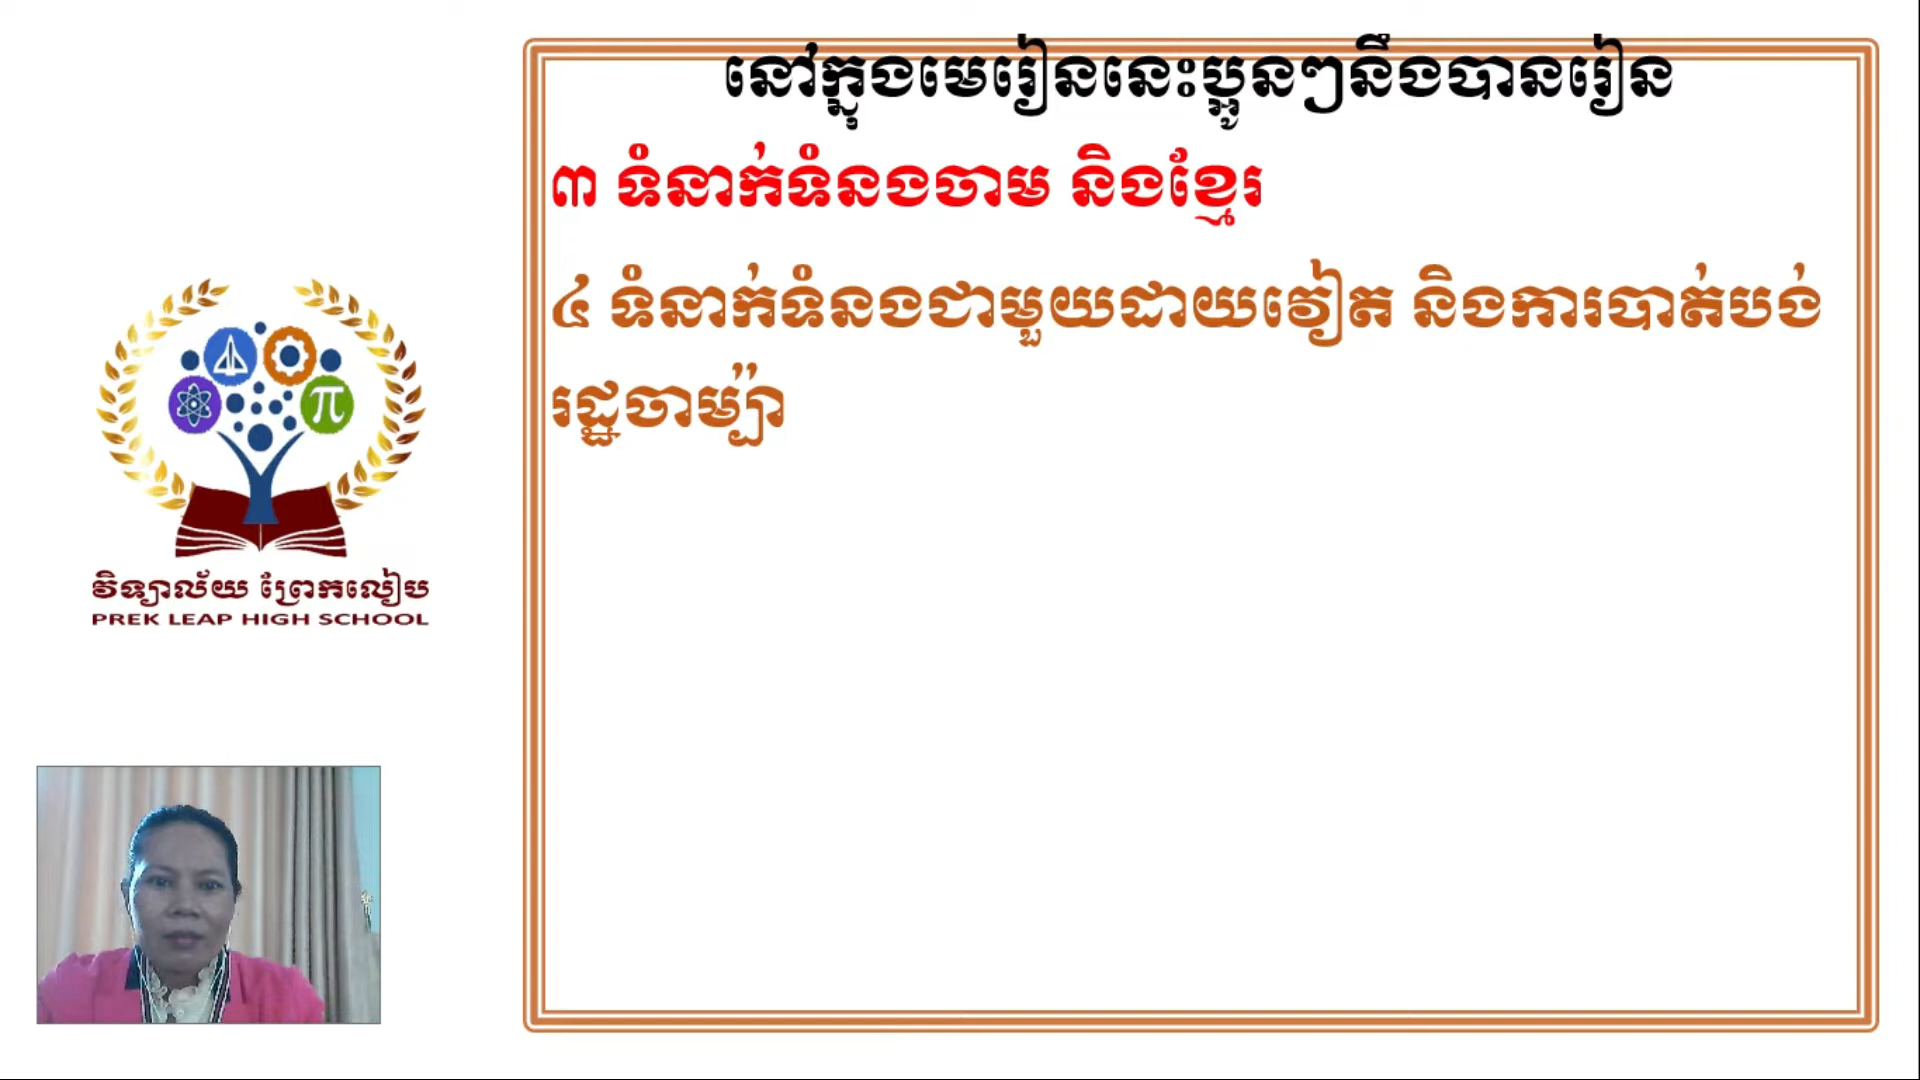 នៅក្នុងមេរៀននេះប្អូនៗនឹងបានរៀន
៣ ទំនាក់ទំនងចាម និងខ្មែរ
៤ ទំនាក់ទំនងជាមួយដាយវៀត និងការបាត់បង់
រដ្ឋចាម្ប៉ា
វិទ្យាល័យ ព្រែកលៀប
PREK LEAP HIGH SCHOOL